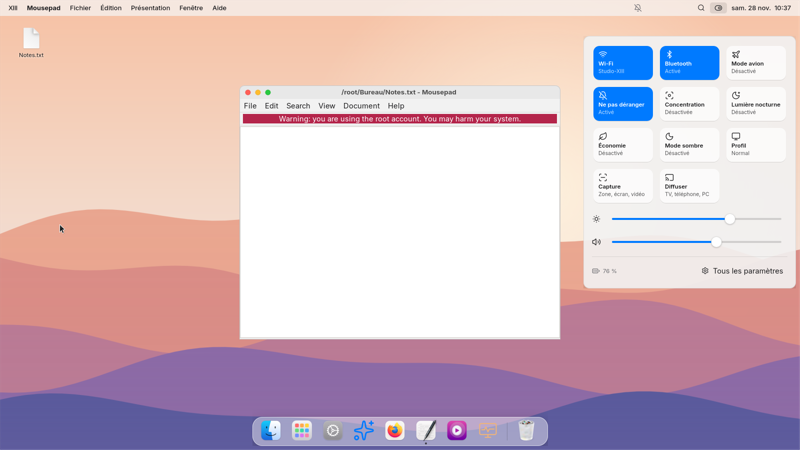 XIII Mousepad Fichier Édition Présentation Fenêtre Aide sam. 28 nov. 10:37
Notes.txt
/root/Bureau/Notes.txt - Mousepad
File Edit Search View Document Help
Warning: you are using the root account. You may harm your system.
Wi-Fi
Studio-XIII
Bluetooth
Activé
Mode avion
Désactivé
Ne pas déranger
Activé
Concentration
Désactivée
Lumière nocturne
Désactivé
Économie
Désactivé
Mode sombre
Désactivé
Profil
Normal
Capture
Zone, écran, vidéo
Diffuser
TV, téléphone, PC
76 %
Tous les paramètres